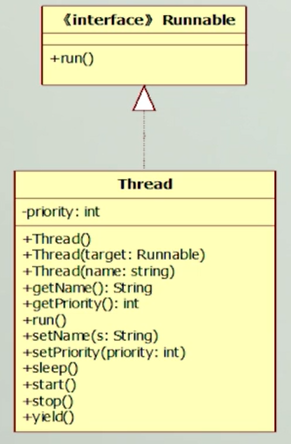 《interface》 Runnable
+run()
Thread
-priority: int
+Thread()
+Thread(target: Runnable)
+Thread(name: string)
+getName(): String
+getPriority(): int
+run()
+setName(s: String)
+setPriority(priority: int)
+sleep()
+start()
+stop()
+yield()